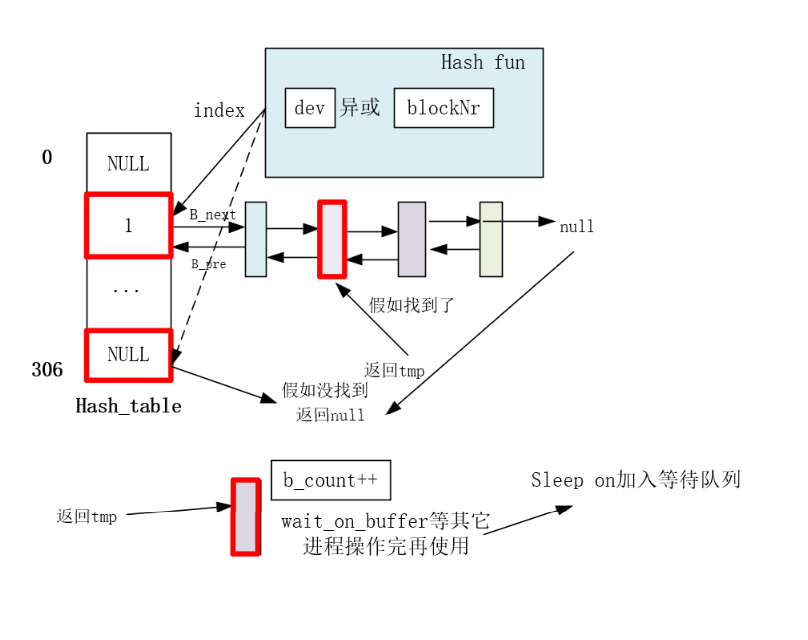 Hash fun
dev 异或 blockNr
index
0
NULL
B_next
1
null
B_pre
...
假如找到了
306
NULL
返回tmp
假如没找到
返回null
Hash_table
b_count++
Sleep on加入等待队列
返回tmp
wait_on_buffer等其它
进程操作完再使用